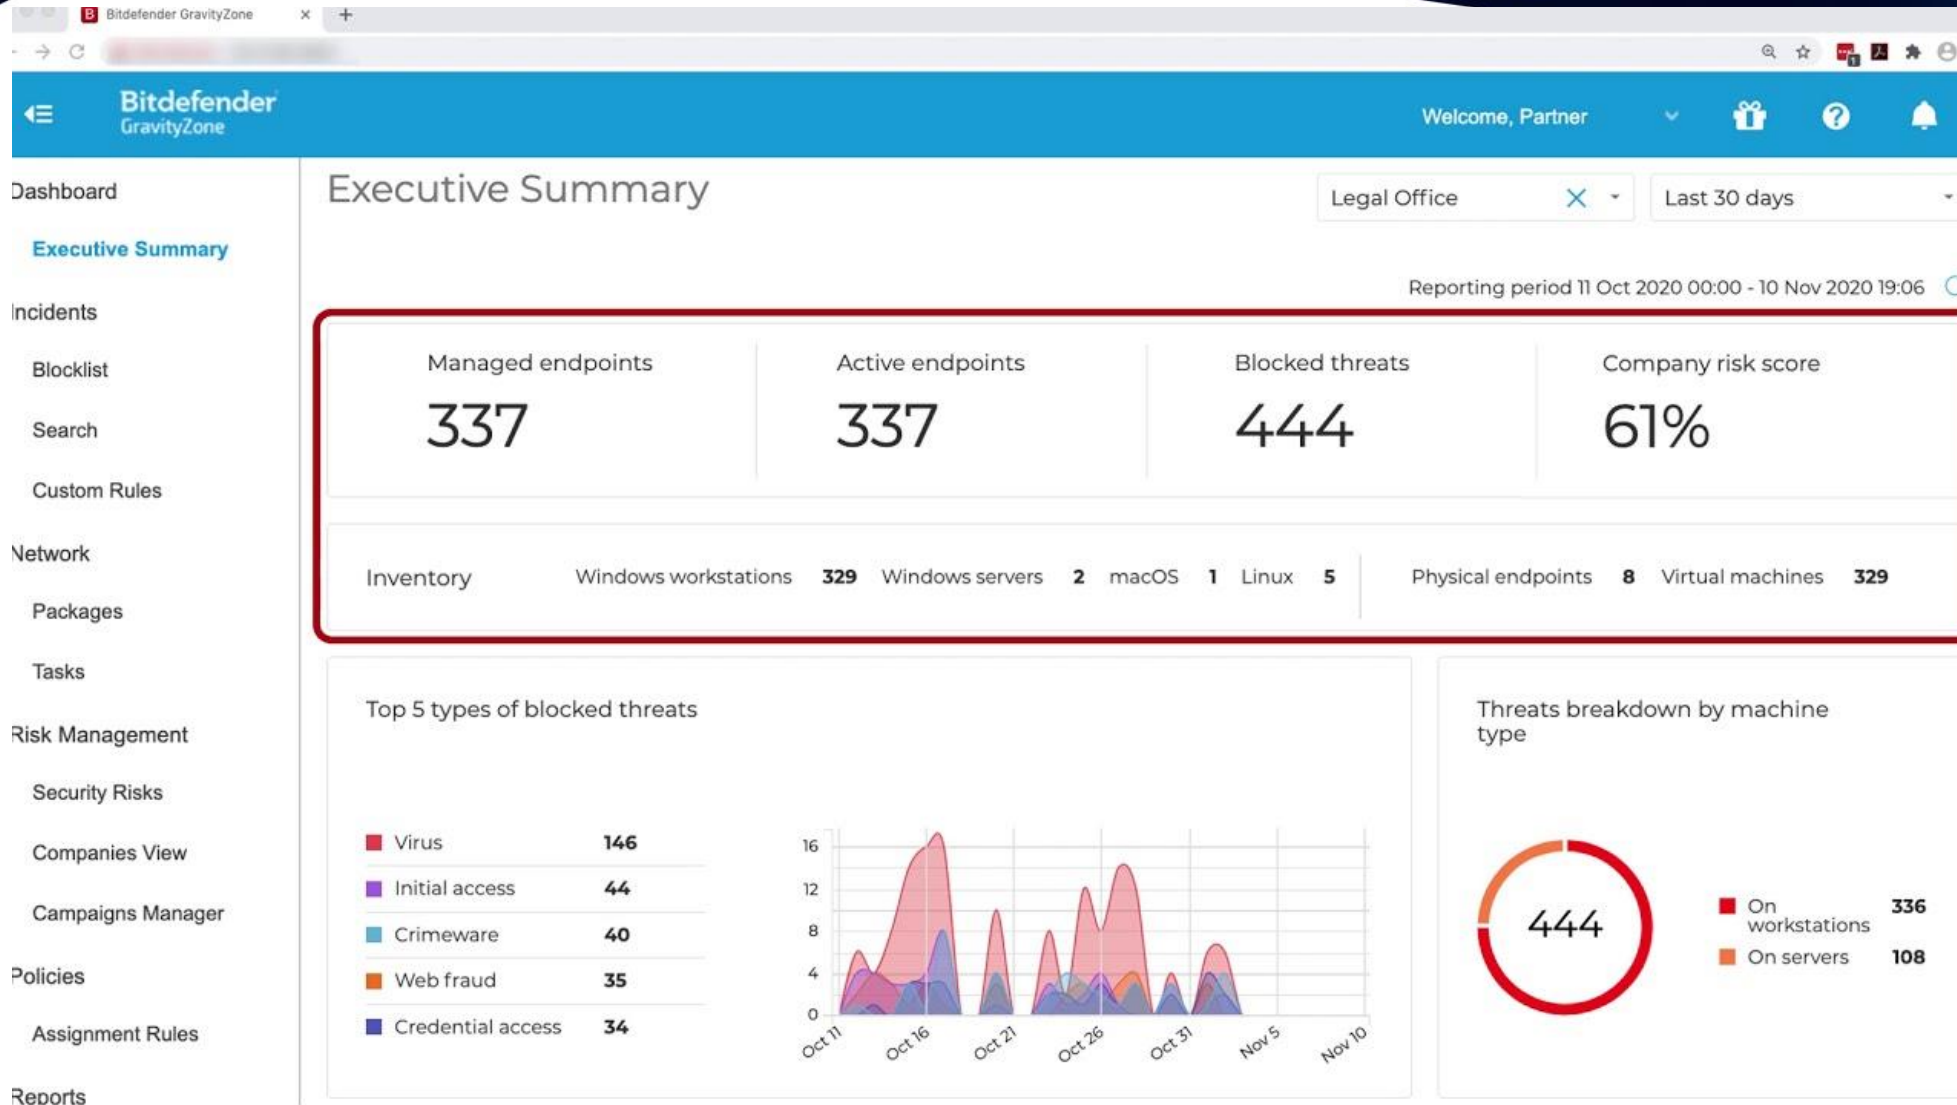 Bitdefender GravityZone
Bitdefender
GravityZone
Welcome, Partner
Dashboard
Executive Summary
Incidents
Blocklist
Search
Custom Rules
Network
Packages
Tasks
Risk Management
Security Risks
Companies View
Campaigns Manager
Policies
Assignment Rules
Reports
Executive Summary
Legal Office
Last 30 days
Reporting period 11 Oct 2020 00:00 - 10 Nov 2020 19:06
Managed endpoints
337
Active endpoints
337
Blocked threats
444
Company risk score
61%
Inventory Windows workstations 329 Windows servers 2 macOS 1 Linux 5 Physical endpoints 8 Virtual machines 329
Top 5 types of blocked threats
Virus 146
Initial access 44
Crimeware 40
Web fraud 35
Credential access 34
16
12
8
4
0
Oct 11 Oct 16 Oct 21 Oct 26 Oct 31 Nov 5 Nov 10
Threats breakdown by machine
type
444
On
workstations 336
On servers 108